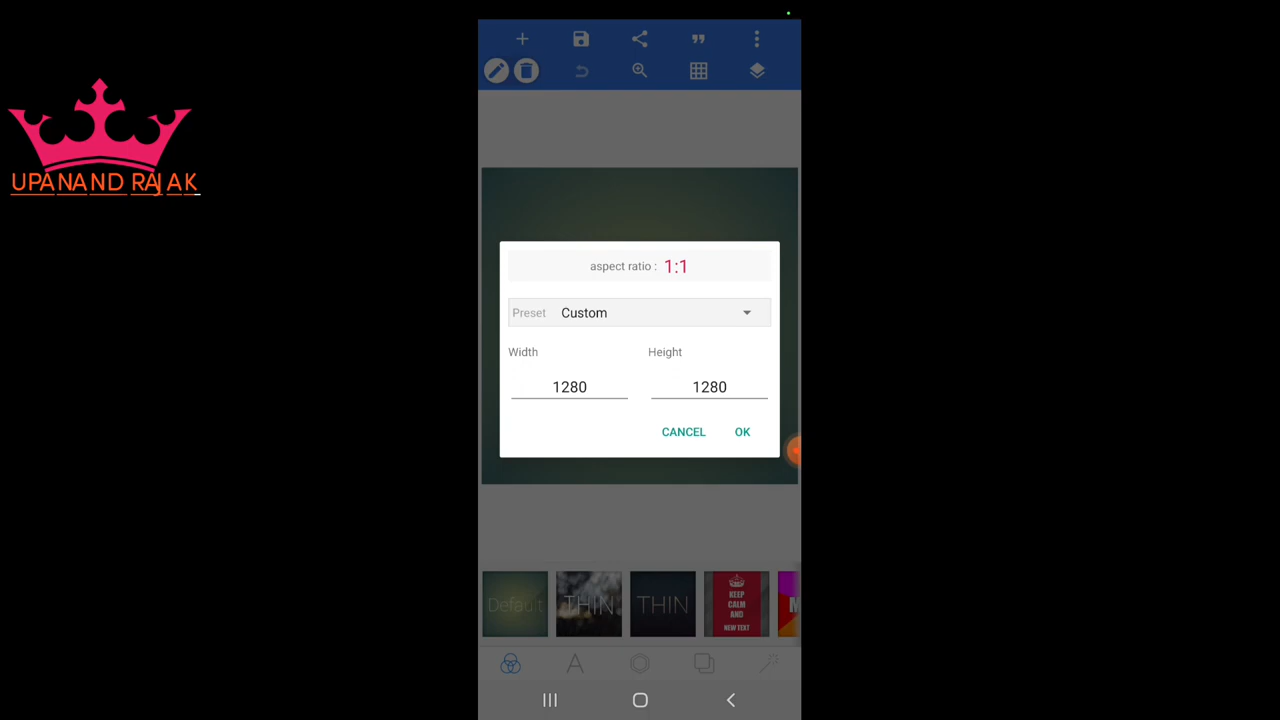 UPANAND RAJAK
aspect ratio : 1:1
Preset Custom
Width Height
1280 1280
CANCEL OK
Default THIN THIN KEEP
CALM
AND
NEW TEXT
M
A